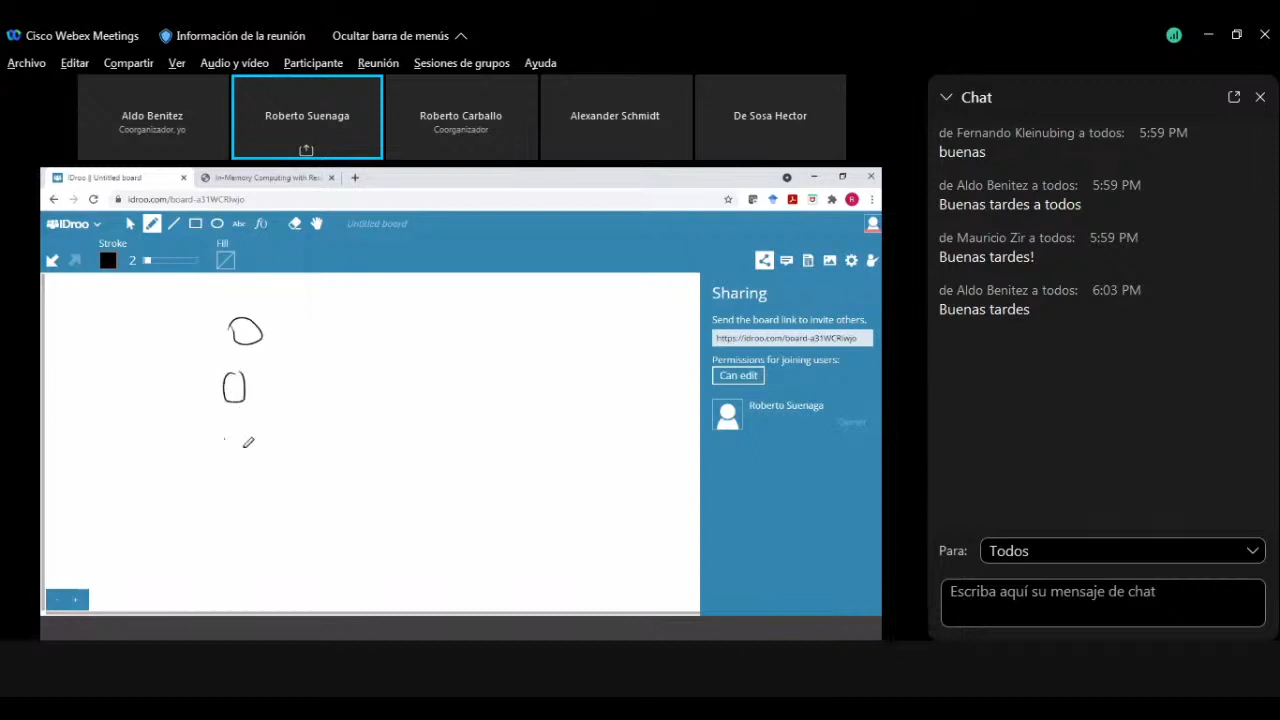 Cisco Webex Meetings
Información de la reunión
Ocultar barra de menús
Archivo Editar Compartir Ver Audio y vídeo Participante Reunión Sesiones de grupos Ayuda
Aldo Benitez
Coorganizador, yo
Roberto Suenaga
Roberto Carballo
Coorganizador
Alexander Schmidt
De Sosa Hector
IDroo || Untitled board
In-Memory Computing with Res
idroo.com/board-a31WCRIwjo
R
IDroo
Abc
f()
Untitled board
Stroke
2
Fill
Sharing
Send the board link to invite others.
https://idroo.com/board-a31WCRIwjo
Permissions for joining users:
Can edit
Roberto Suenaga
Owner
- +
Chat
de Fernando Kleinubing a todos: 5:59 PM
buenas
de Aldo Benitez a todos: 5:59 PM
Buenas tardes a todos
de Mauricio Zir a todos: 5:59 PM
Buenas tardes!
de Aldo Benitez a todos: 6:03 PM
Buenas tardes
Para: Todos
Escriba aquí su mensaje de chat